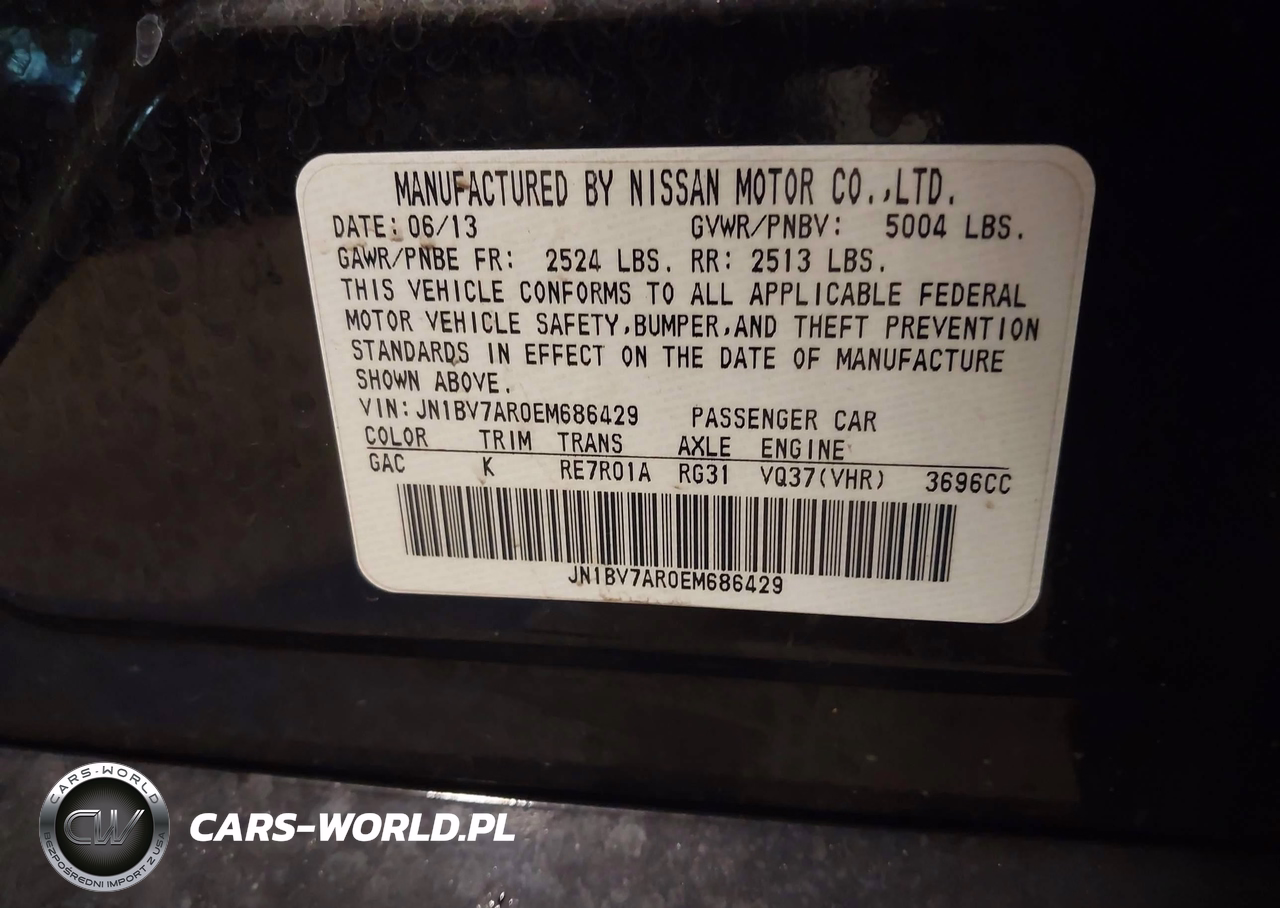 MANUFACTURED BY NISSAN MOTOR CO.,LTD.
DATE: 06/13 GVWR/PNBV: 5004 LBS.
GAWR/PNBE FR: 2524 LBS. RR: 2513 LBS.
THIS VEHICLE CONFORMS TO ALL APPLICABLE FEDERAL
MOTOR VEHICLE SAFETY,BUMPER,AND THEFT PREVENTION
STANDARDS IN EFFECT ON THE DATE OF MANUFACTURE
SHOWN ABOVE.
VIN: JN1BV7AR0EM686429 PASSENGER CAR
COLOR TRIM TRANS AXLE ENGINE
GAC K RE7R01A RG31 VQ37(VHR) 3696CC
JN1BV7AR0EM686429
CARS-WORLD
CW
BEZPOŚREDNI IMPORT Z USA
CARS-WORLD.PL